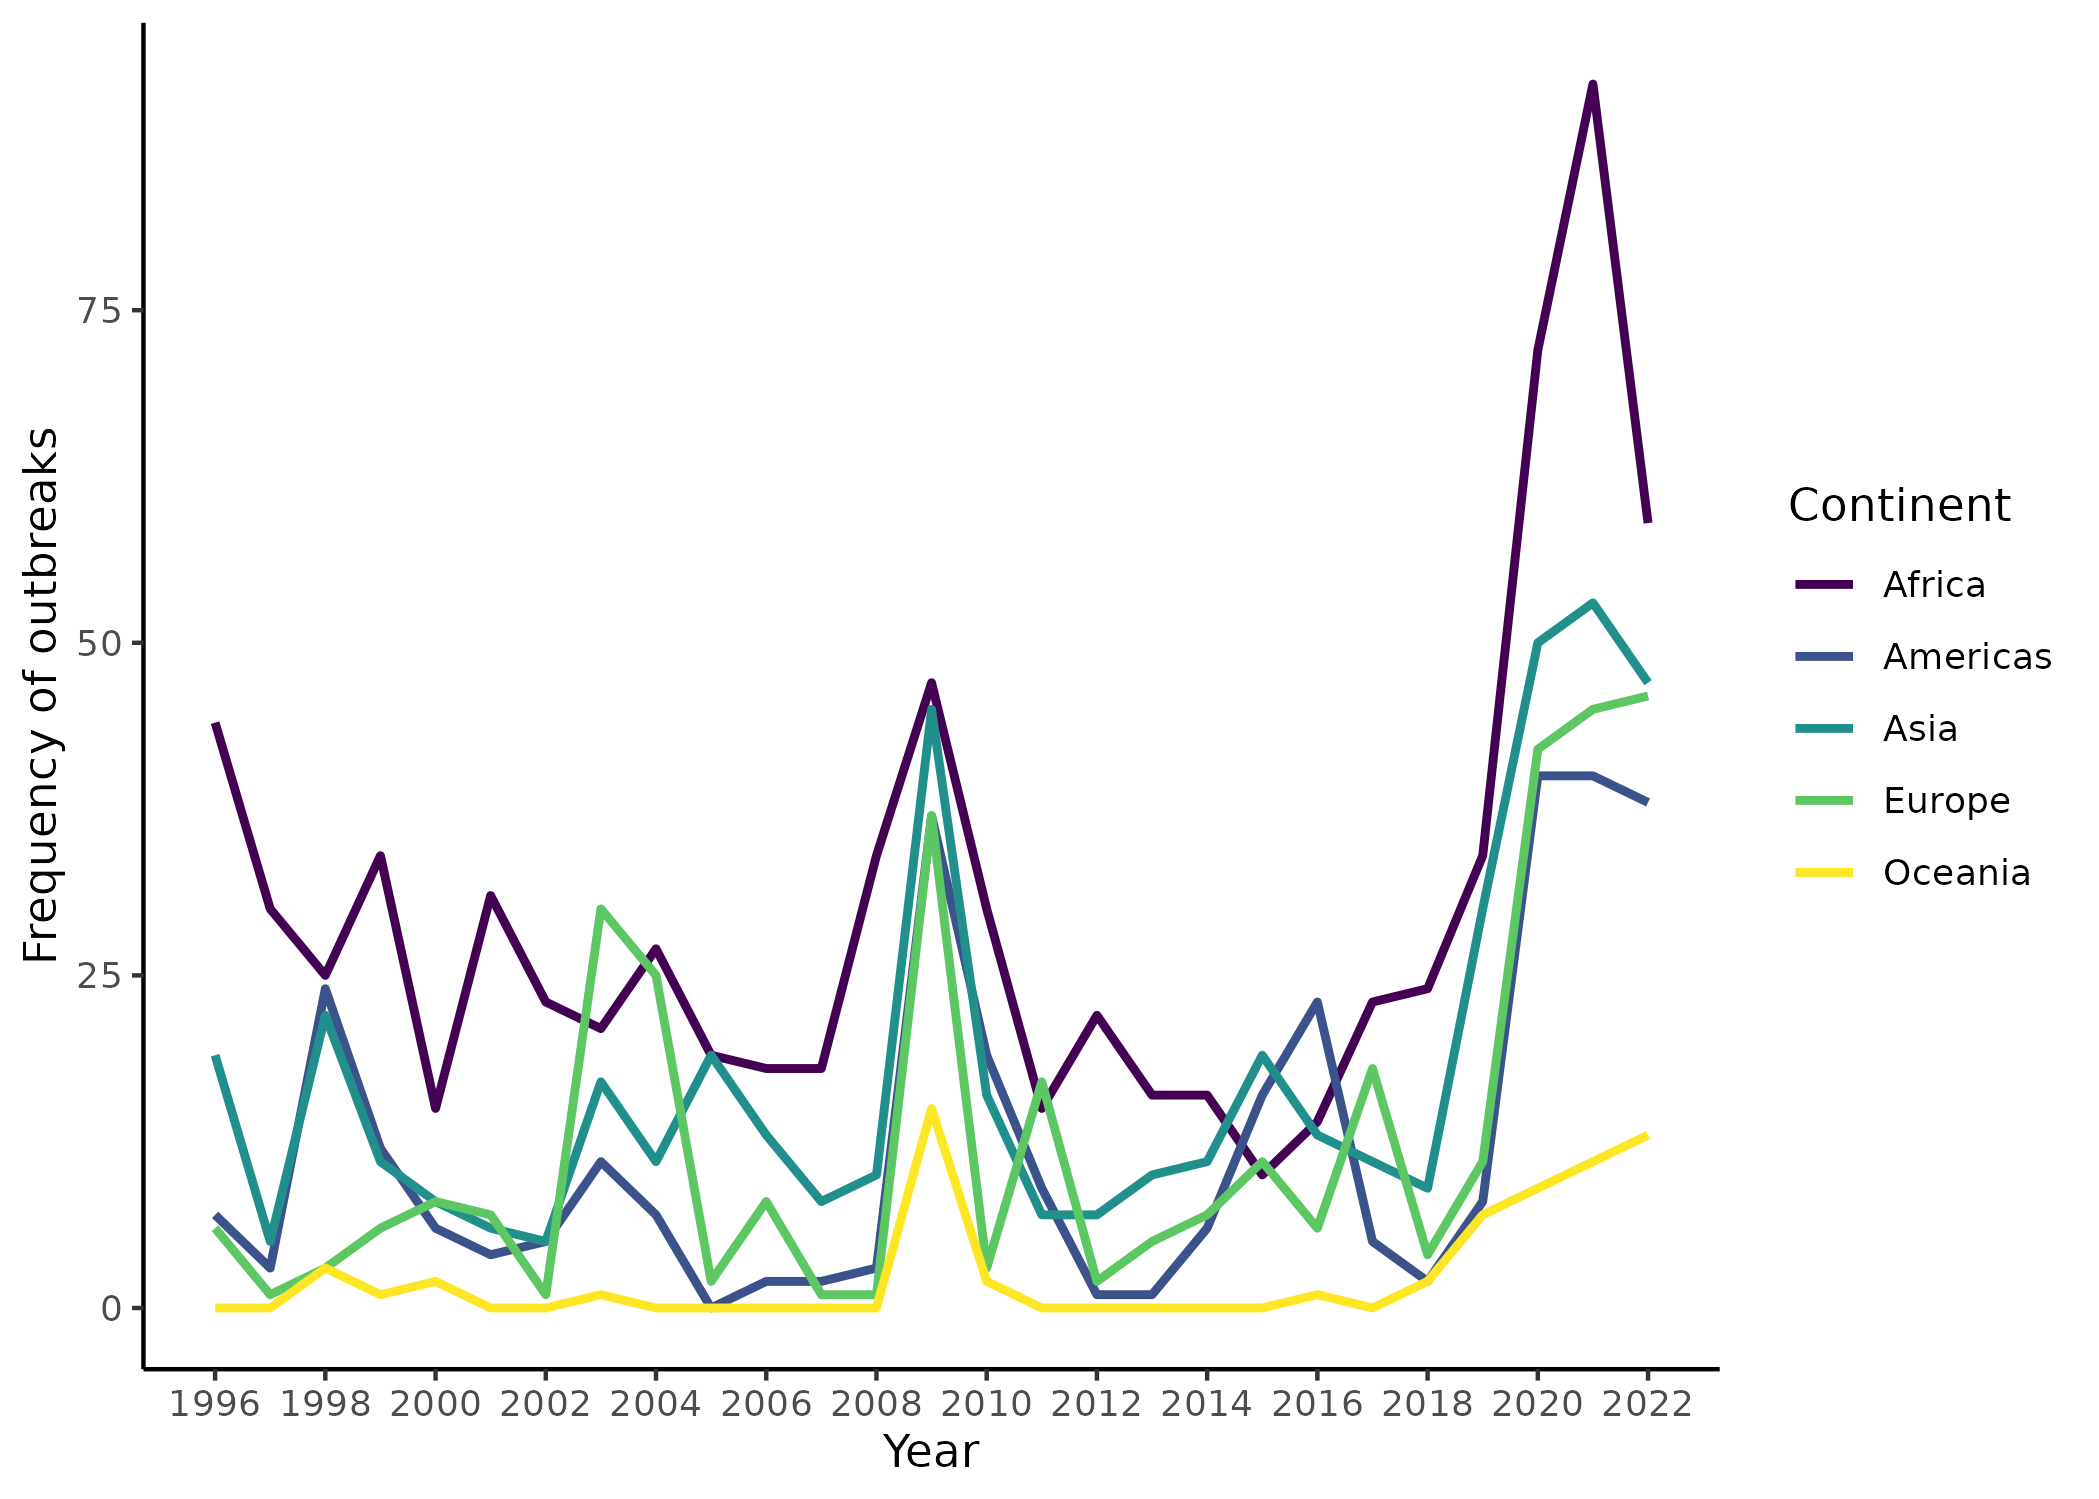 75
50
25
0
Frequency of outbreaks
1996 1998 2000 2002 2004 2006 2008 2010 2012 2014 2016 2018 2020 2022
Year
Continent
Africa
Americas
Asia
Europe
Oceania